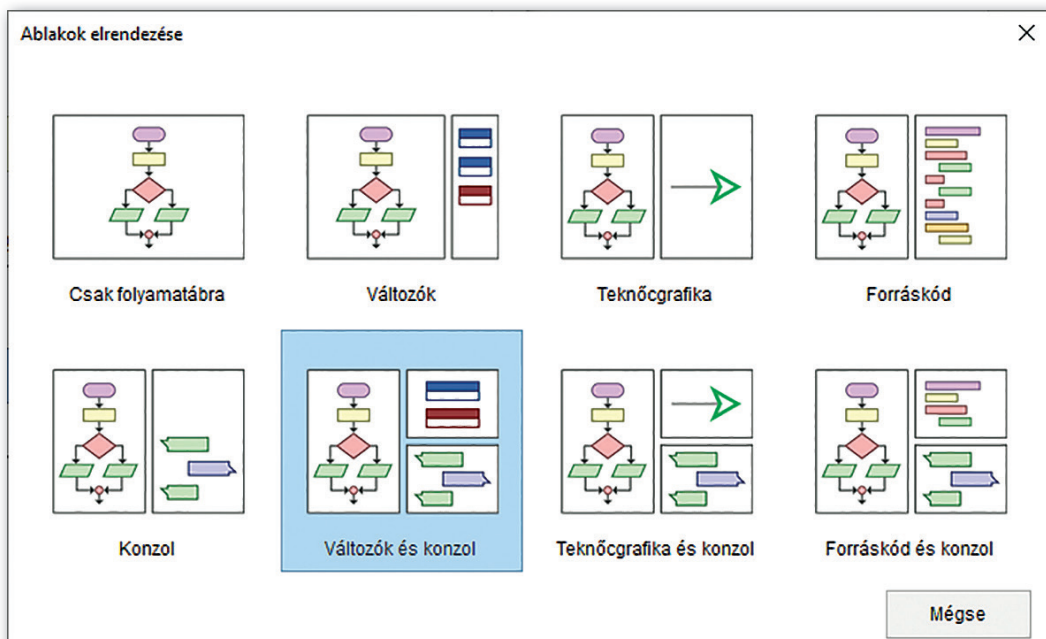 Ablakok elrendezése
Csak folyamatábra
Változók
Teknőcgrafika
Forráskód
Konzol
Változók és konzol
Teknőcgrafika és konzol
Forráskód és konzol
Mégse